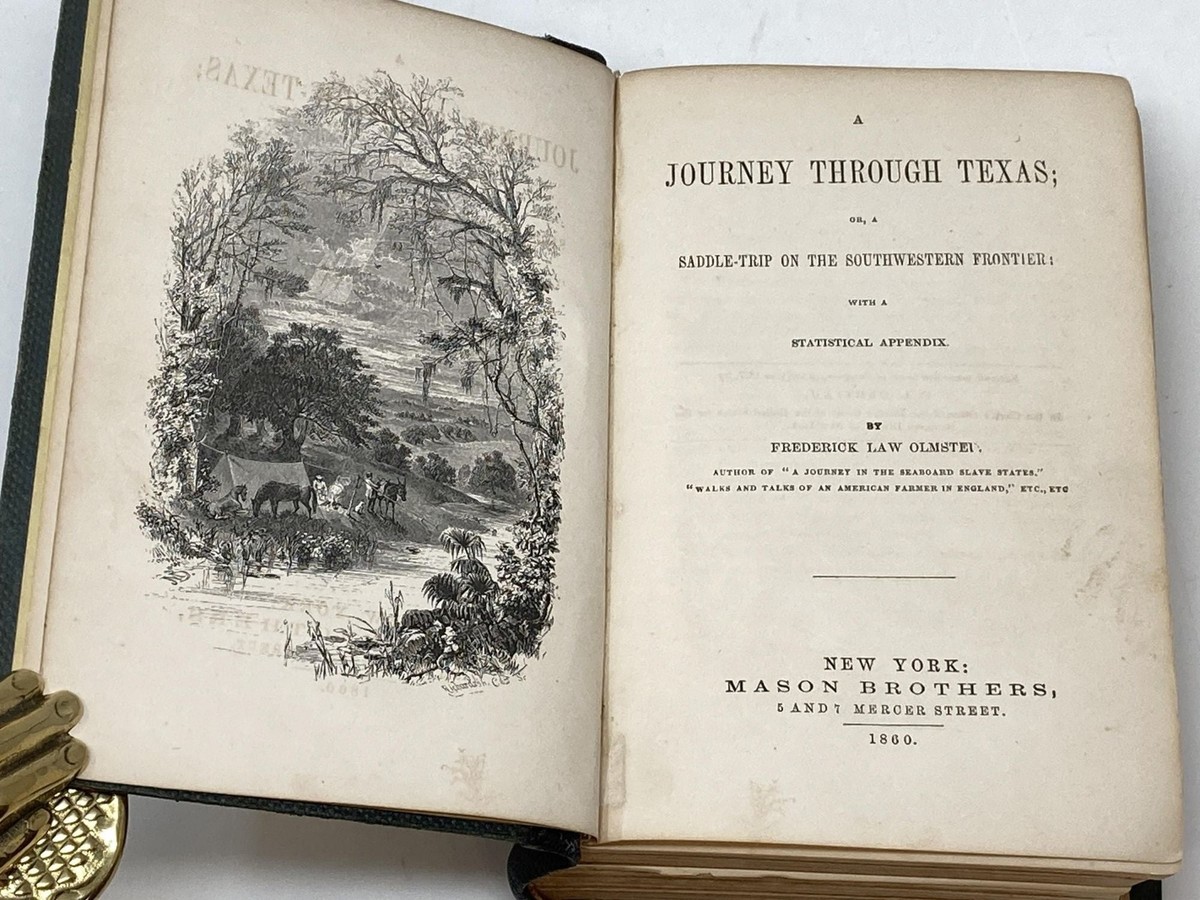 A
JOURNEY THROUGH TEXAS;
OR, A
SADDLE-TRIP ON THE SOUTHWESTERN FRONTIER:
WITH A
STATISTICAL APPENDIX.
BY
FREDERICK LAW OLMSTED.
AUTHOR OF "A JOURNEY IN THE SEABOARD SLAVE STATES."
"WALKS AND TALKS OF AN AMERICAN FARMER IN ENGLAND," ETC., ETC
NEW YORK:
MASON BROTHERS,
5 AND 7 MERCER STREET.
1860.